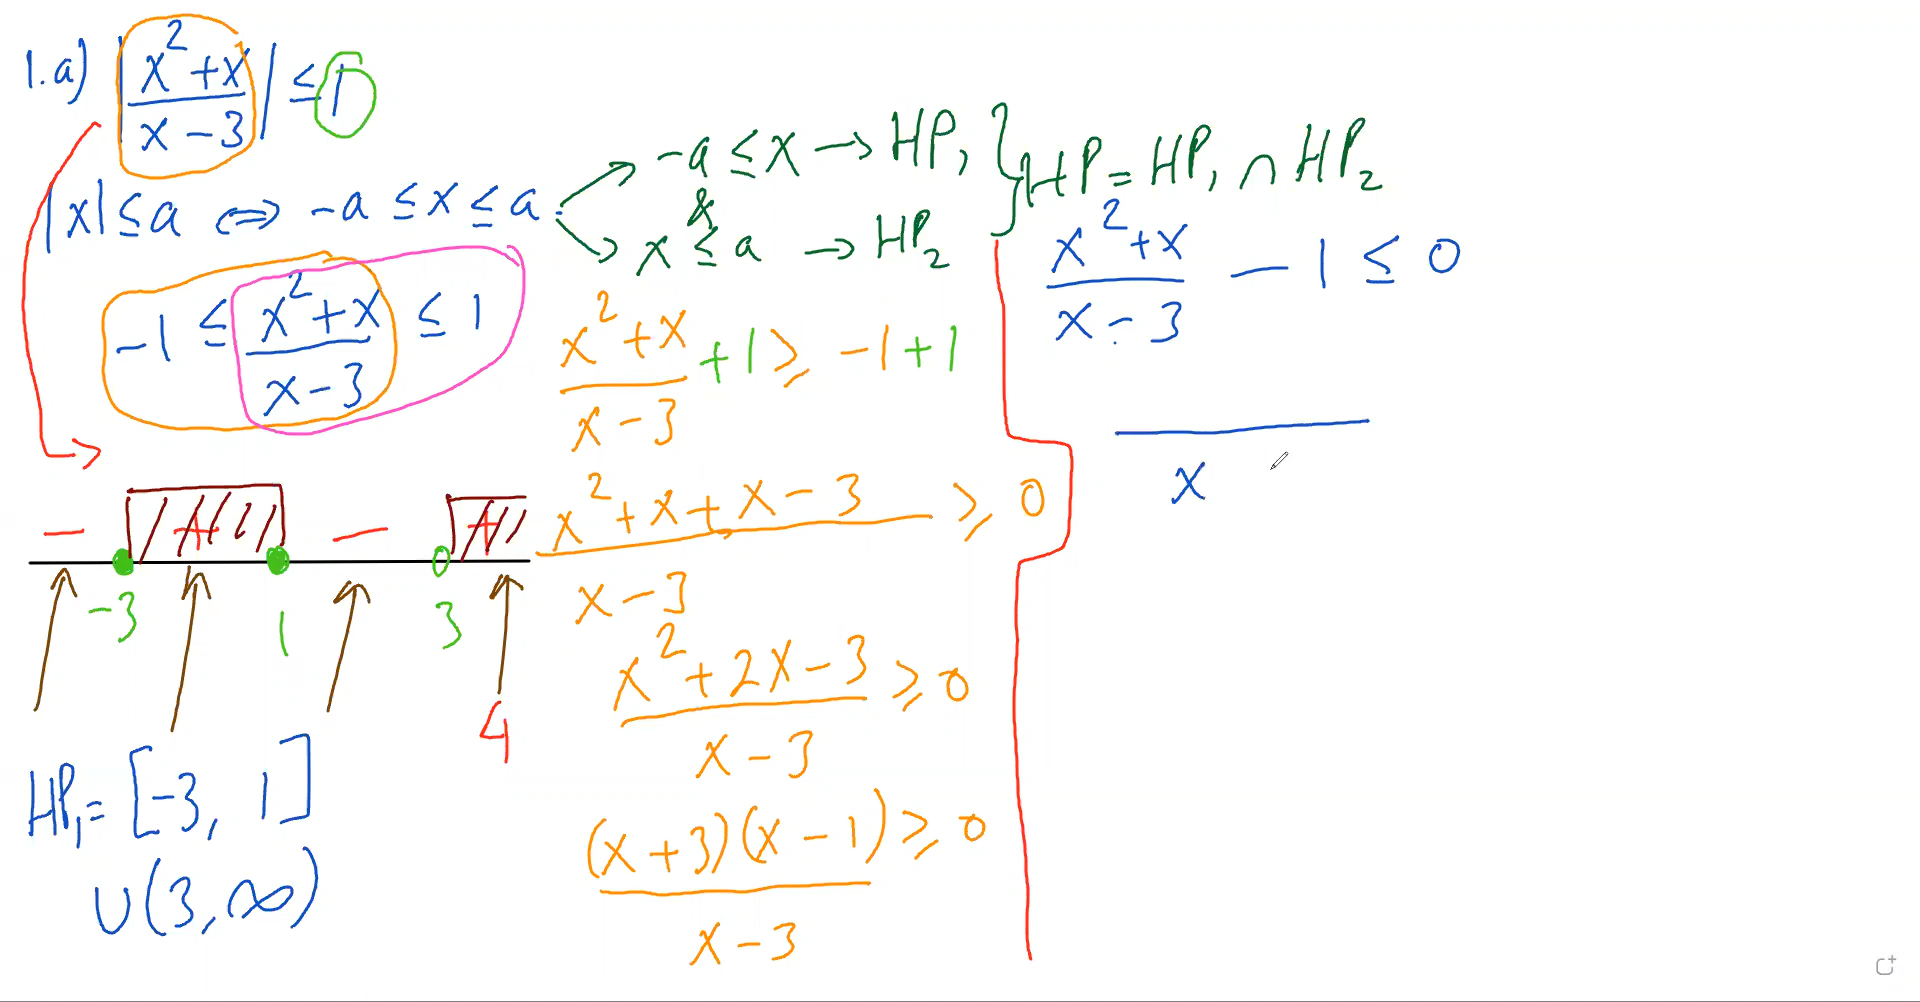 1.a) |x²+x / x-3| ≤ 1
|x| ≤ a ⇔ -a ≤ x ≤ a
-a ≤ x → HP₁
&
x ≤ a → HP₂
} HP = HP₁ ∩ HP₂
-1 ≤ x²+x / x-3 ≤ 1
- + - +
-3 1 3
4
HP₁ = [-3, 1]
∪ (3, ∞)
x²+x / x-3 +1 ≥ -1+1
x²+x+x-3 / x-3 ≥ 0
x²+2x-3 / x-3 ≥ 0
(x+3)(x-1) / x-3 ≥ 0
x²+x / x-3 - 1 ≤ 0
x